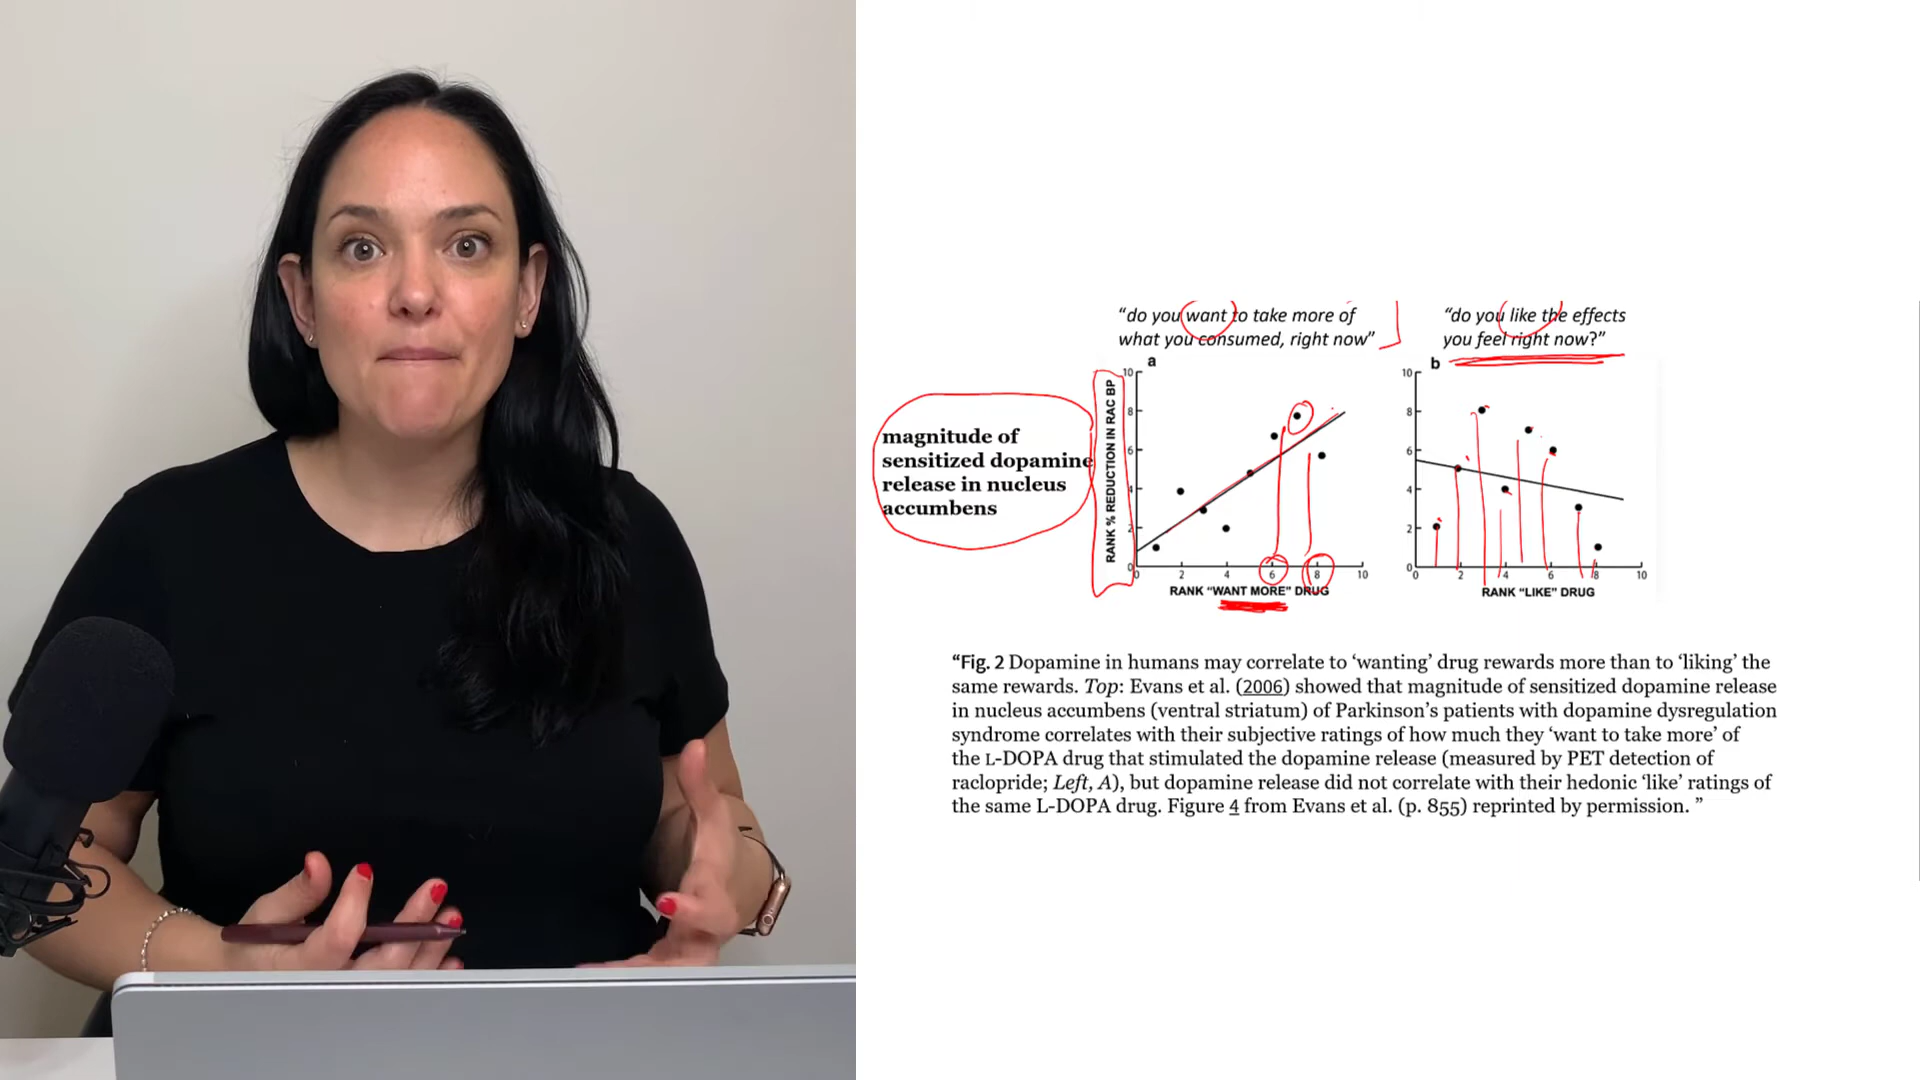 “do you want to take more of
what you consumed, right now”
“do you like the effects
you feel right now?”
magnitude of
sensitized dopamine
release in nucleus
accumbens
a
RANK % REDUCTION IN RAC BP
10
8
6
4
2
0
0 2 4 6 8 10
RANK “WANT MORE” DRUG
b
10
8
6
4
2
0
0 2 4 6 8 10
RANK “LIKE” DRUG
“Fig. 2 Dopamine in humans may correlate to ‘wanting’ drug rewards more than to ‘liking’ the
same rewards. Top: Evans et al. (2006) showed that magnitude of sensitized dopamine release
in nucleus accumbens (ventral striatum) of Parkinson’s patients with dopamine dysregulation
syndrome correlates with their subjective ratings of how much they ‘want to take more’ of
the L-DOPA drug that stimulated the dopamine release (measured by PET detection of
raclopride; Left, A), but dopamine release did not correlate with their hedonic ‘like’ ratings of
the same L-DOPA drug. Figure 4 from Evans et al. (p. 855) reprinted by permission. ”